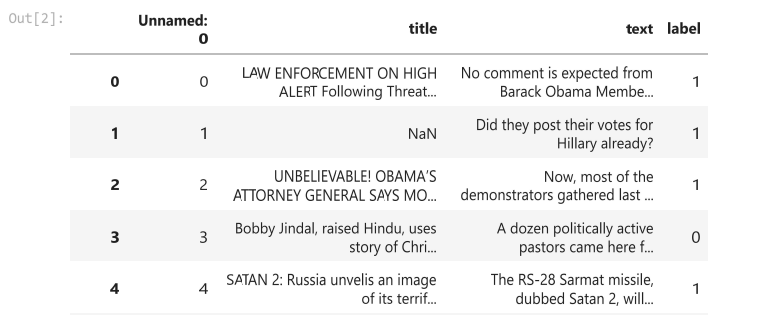 Out[2]:
Unnamed: 0 title text label
0 0 LAW ENFORCEMENT ON HIGH ALERT Following Threat... No comment is expected from Barack Obama Membe... 1
1 1 NaN Did they post their votes for Hillary already? 1
2 2 UNBELIEVABLE! OBAMA'S ATTORNEY GENERAL SAYS MO... Now, most of the demonstrators gathered last ... 1
3 3 Bobby Jindal, raised Hindu, uses story of Chri... A dozen politically active pastors came here f... 0
4 4 SATAN 2: Russia unvelis an image of its terrif... The RS-28 Sarmat missile, dubbed Satan 2, will... 1